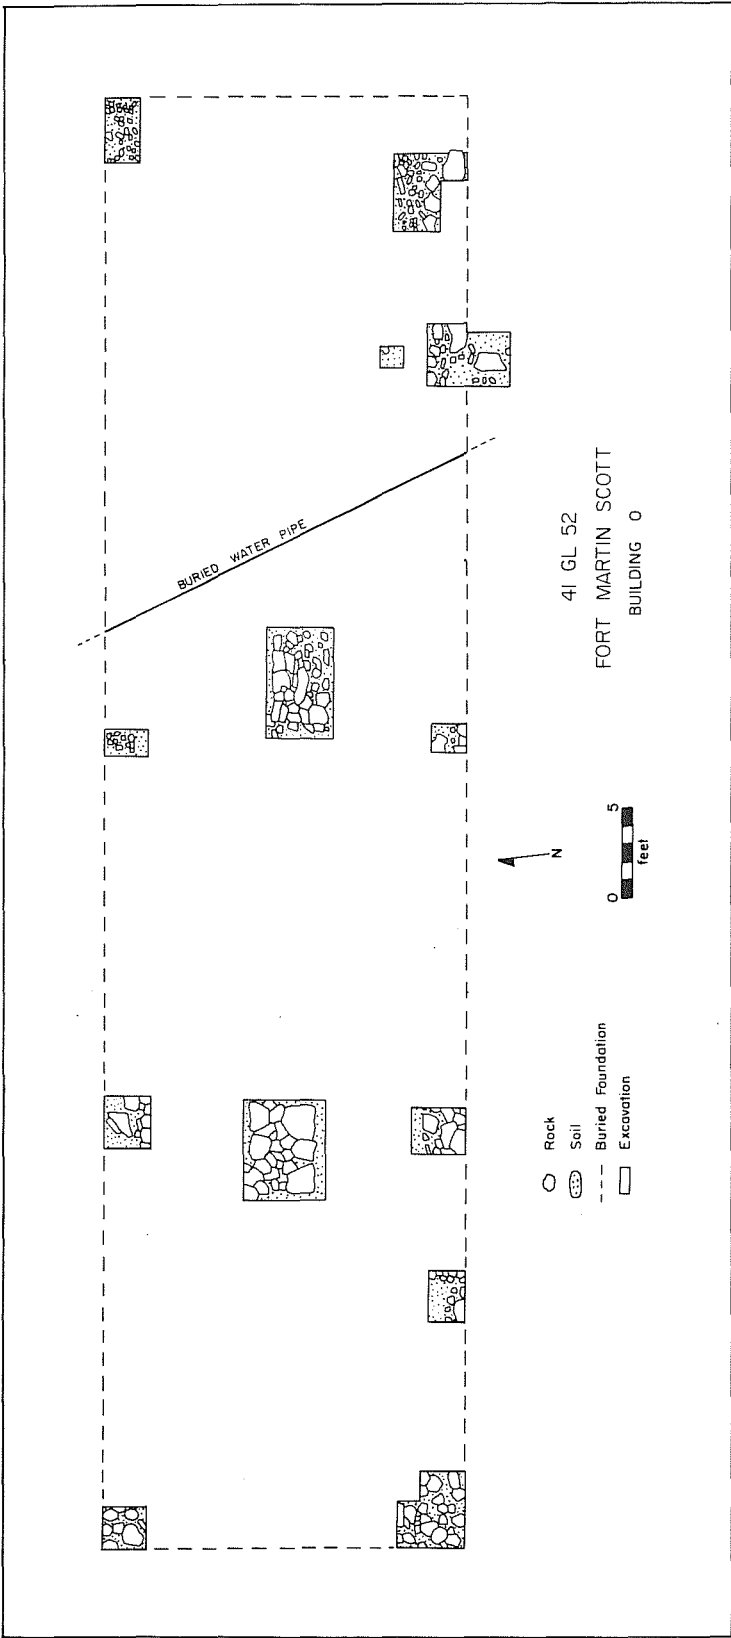 BURIED WATER PIPE
41 GL 52
FORT MARTIN SCOTT
BUILDING O
N
0 5
feet
Rock
Soil
Buried Foundation
Excavation